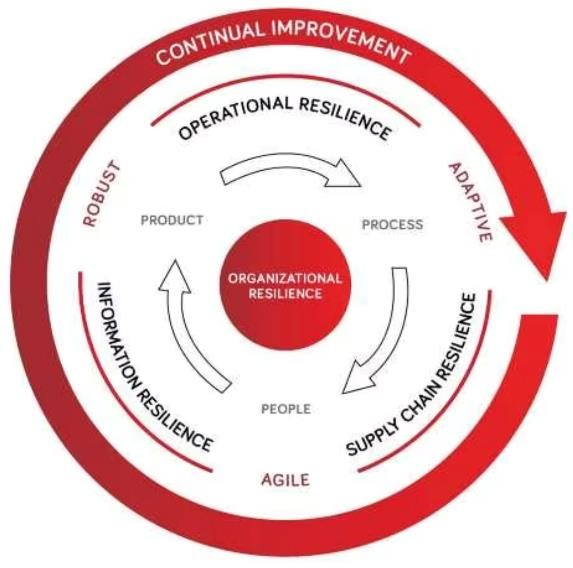 CONTINUAL IMPROVEMENT
OPERATIONAL RESILIENCE
ROBUST
ADAPTIVE
PRODUCT
PROCESS
ORGANIZATIONAL
RESILIENCE
INFORMATION RESILIENCE
SUPPLY CHAIN RESILIENCE
PEOPLE
AGILE